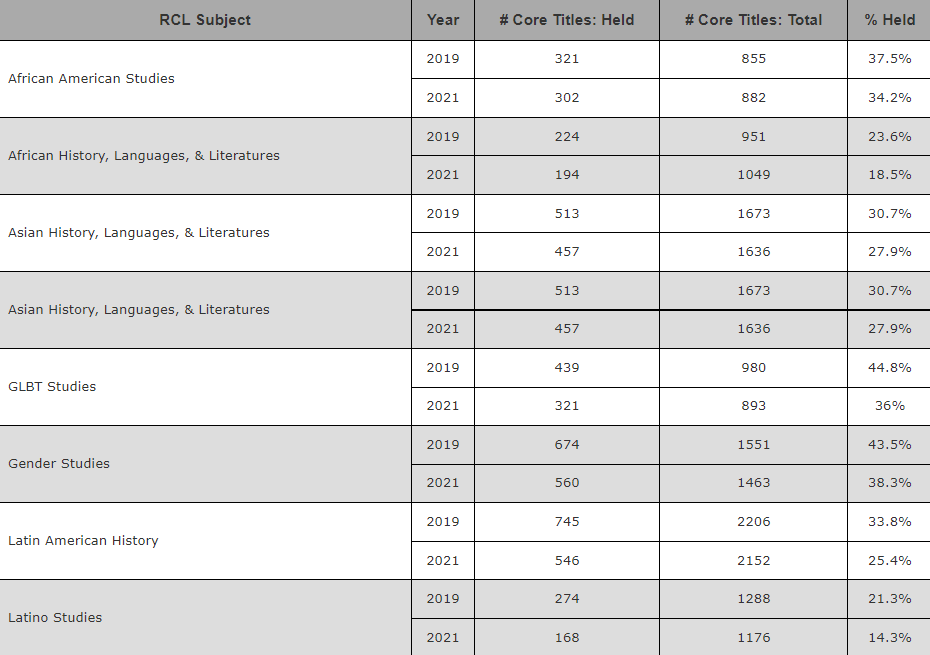 RCL Subject Year # Core Titles: Held # Core Titles: Total % Held
African American Studies
2019 321 855 37.5%
2021 302 882 34.2%
African History, Languages, & Literatures
2019 224 951 23.6%
2021 194 1049 18.5%
Asian History, Languages, & Literatures
2019 513 1673 30.7%
2021 457 1636 27.9%
Asian History, Languages, & Literatures
2019 513 1673 30.7%
2021 457 1636 27.9%
GLBT Studies
2019 439 980 44.8%
2021 321 893 36%
Gender Studies
2019 674 1551 43.5%
2021 560 1463 38.3%
Latin American History
2019 745 2206 33.8%
2021 546 2152 25.4%
Latino Studies
2019 274 1288 21.3%
2021 168 1176 14.3%